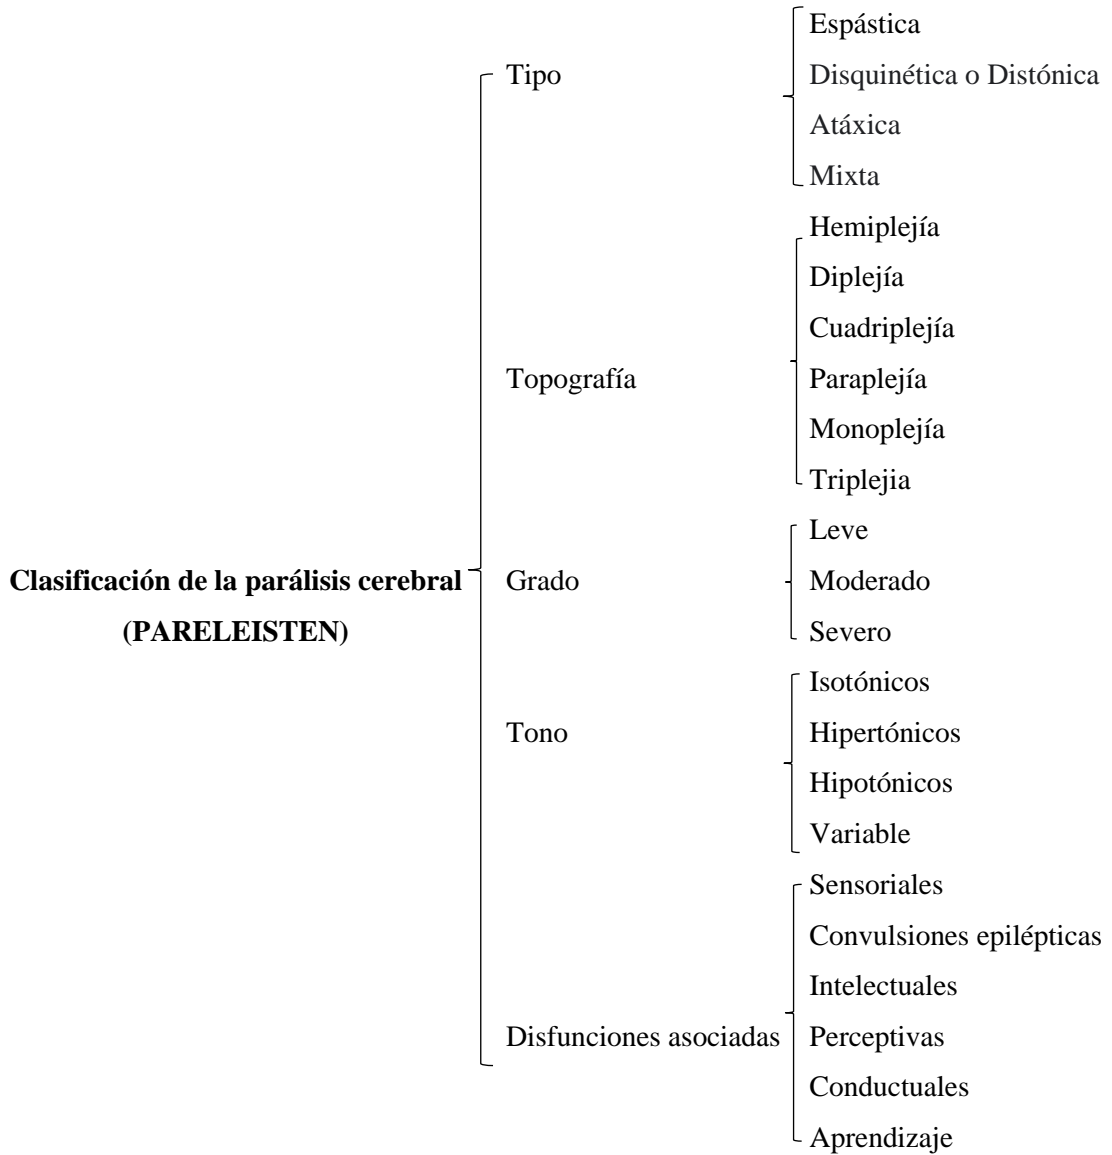 Clasificación de la parálisis cerebral
(PARELEISTEN)
Tipo
Espástica
Disquinética o Distónica
Atáxica
Mixta
Topografía
Hemiplejía
Diplejía
Cuadriplejía
Paraplejía
Monoplejía
Triplejia
Grado
Leve
Moderado
Severo
Tono
Isotónicos
Hipertónicos
Hipotónicos
Variable
Disfunciones asociadas
Sensoriales
Convulsiones epilépticas
Intelectuales
Perceptivas
Conductuales
Aprendizaje